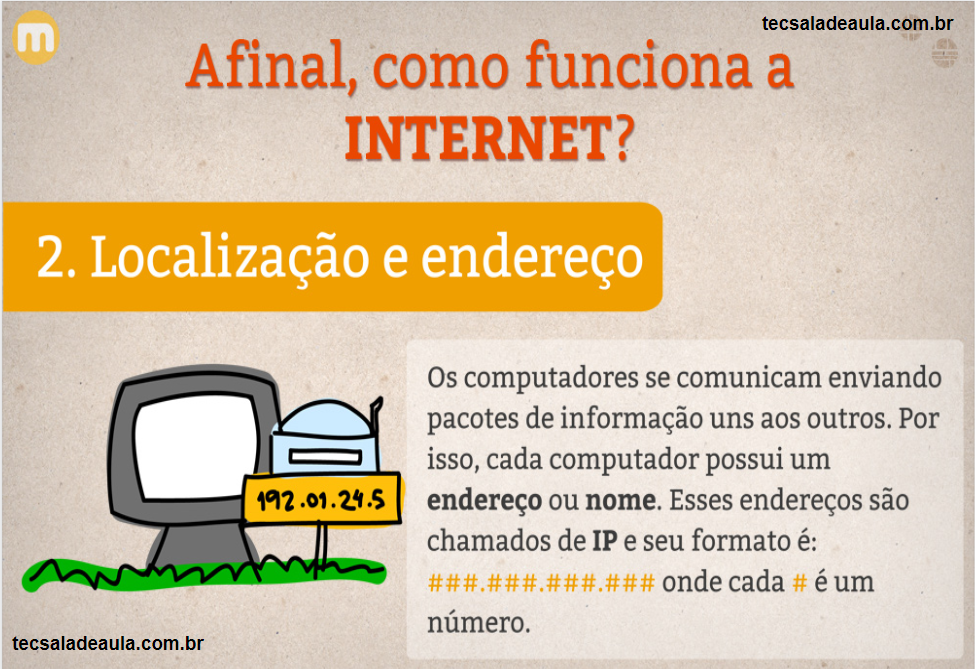 m
tecsaladeaula.com.br
Afinal, como funciona a
INTERNET?
2. Localização e endereço
192.01.24.5
Os computadores se comunicam enviando
pacotes de informação uns aos outros. Por
isso, cada computador possui um
endereço ou nome. Esses endereços são
chamados de IP e seu formato é:
###.###.###.### onde cada # é um
número.
tecsaladeaula.com.br